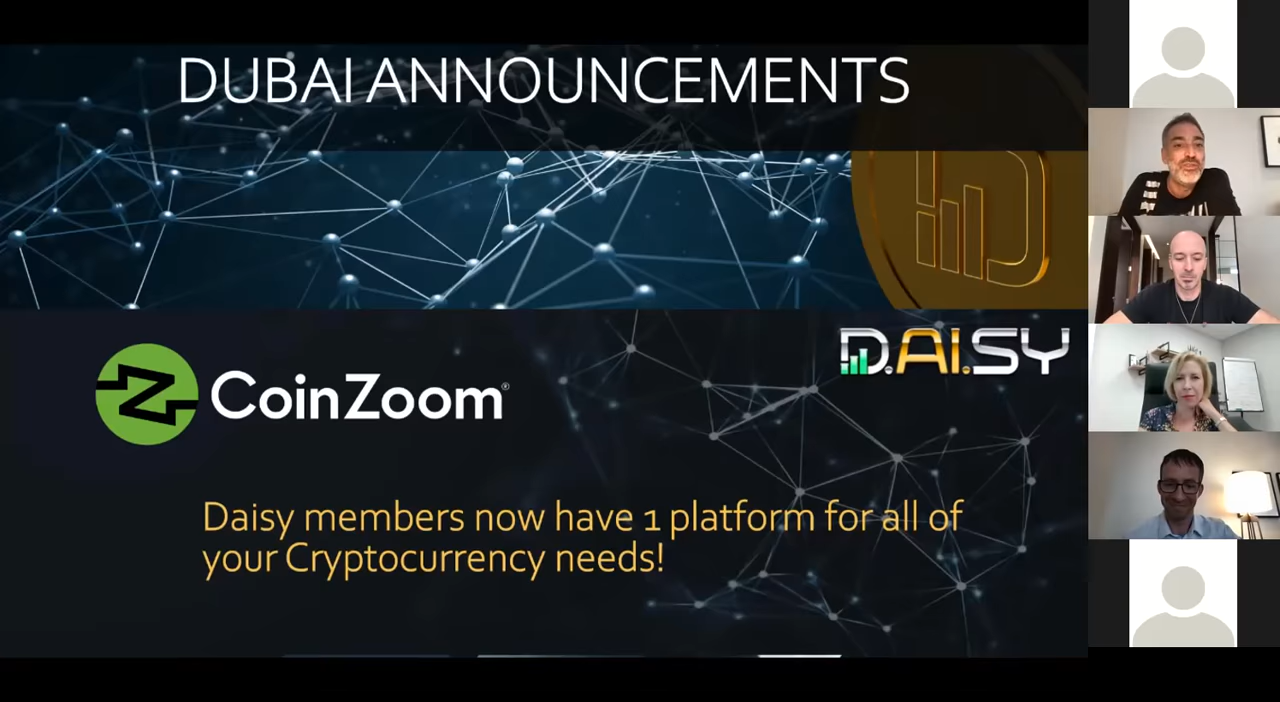 DUBAI ANNOUNCEMENTS
D.AI.SY
CoinZoom®
Daisy members now have 1 platform for all of
your Cryptocurrency needs!